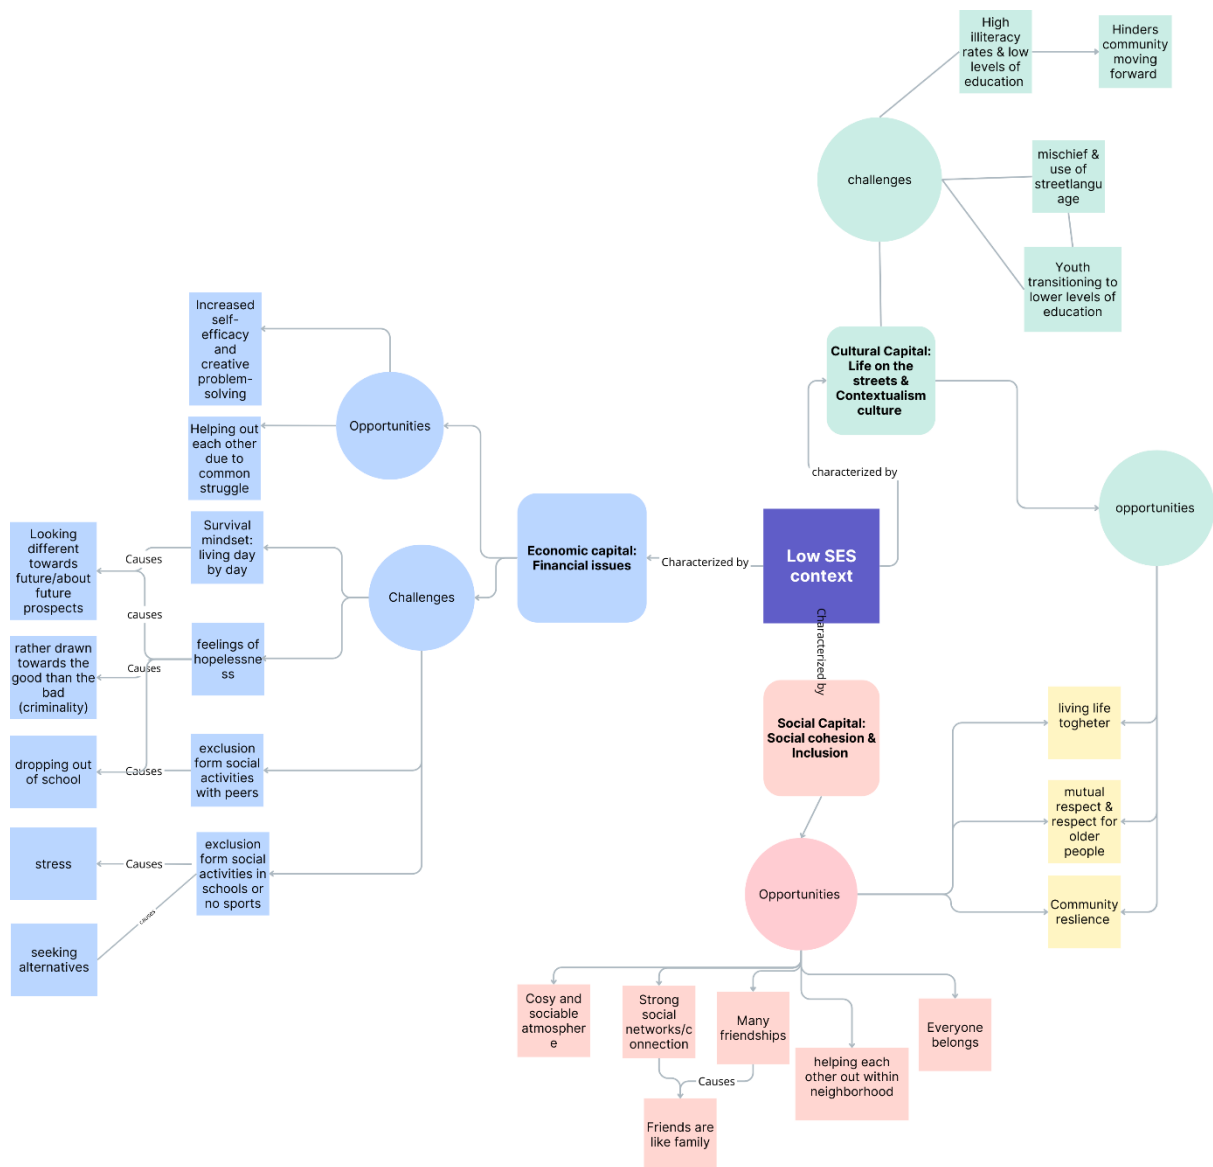 High
illiteracy
rates & low
levels of
education
Hinders
community
moving
forward
challenges
mischief &
use of
streetlangu
age
Youth
transitioning to
lower levels of
education
Cultural Capital:
Life on the
streets &
Contextualism
culture
characterized by
opportunities
Increased
self-
efficacy
and
creative
problem-
solving
Opportunities
Helping out
each other
due to
common
struggle
Survival
mindset:
living day
by day
Looking
different
towards
future/about
future
prospects
Causes
causes
Challenges
Economic capital:
Financial issues
Characterized by
Low SES
context
Characterized by
feelings of
hopelessne
ss
rather drawn
towards the
good than the
bad
(criminality)
Causes
exclusion
form social
activities
with peers
dropping out
of school
Causes
exclusion
form social
activities in
schools or
no sports
stress
Causes
causes
seeking
alternatives
Social Capital:
Social cohesion &
Inclusion
Opportunities
living life
togheter
mutual
respect &
respect for
older
people
Community
reslience
Cosy and
sociable
atmospher
e
Strong
social
networks/c
onnection
Many
friendships
helping each
other out within
neighborhood
Everyone
belongs
Causes
Friends are
like family